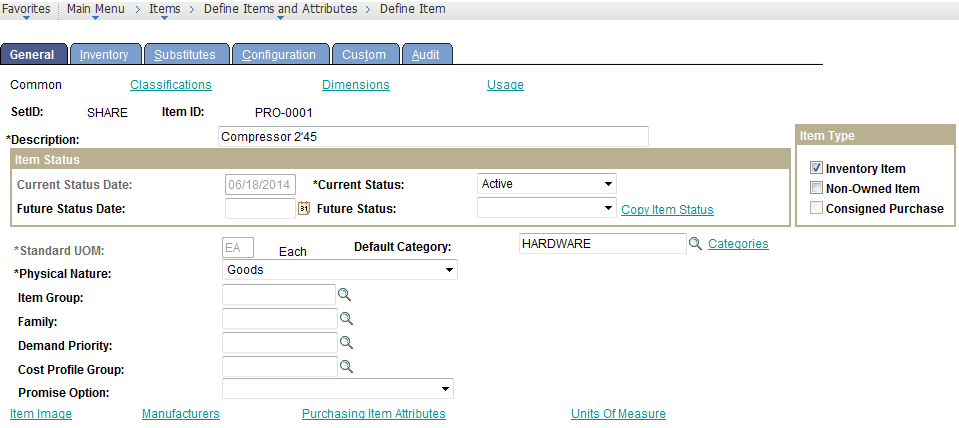 Favorites Main Menu > Items > Define Items and Attributes > Define Item
General Inventory Substitutes Configuration Custom Audit
Common Classifications Dimensions Usage
SetID: SHARE Item ID: PRO-0001
*Description: Compressor 2'45
Item Type
Item Status
Inventory Item
Current Status Date: 06/18/2014 *Current Status: Active
Non-Owned Item
Future Status Date: 31 Future Status: Copy Item Status
Consigned Purchase
*Standard UOM: EA Each Default Category: HARDWARE Categories
*Physical Nature: Goods
Item Group:
Family:
Demand Priority:
Cost Profile Group:
Promise Option:
Item Image Manufacturers Purchasing Item Attributes Units Of Measure